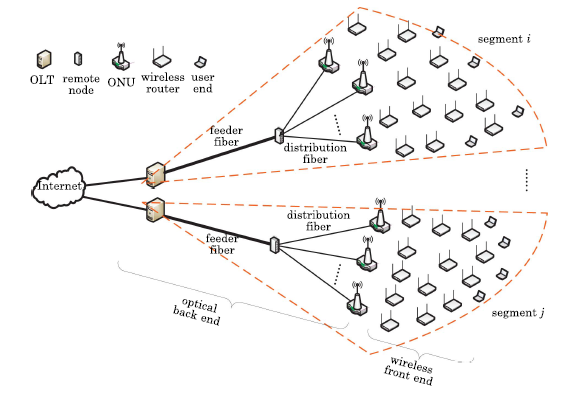 segment i
OLT
remote
node
ONU
wireless
router
user
end
feeder
fiber
distribution
fiber
Internet
distribution
fiber
feeder
fiber
optical
back end
segment j
wireless
front end